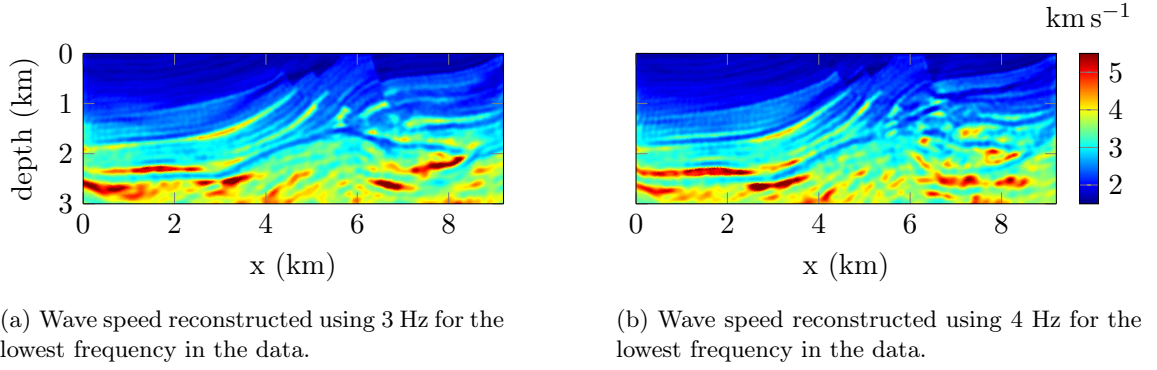 km s−1
0
1
2
3
depth (km)
0 2 4 6 8
x (km)
0 2 4 6 8
x (km)
5
4
3
2
(a) Wave speed reconstructed using 3 Hz for the
lowest frequency in the data.
(b) Wave speed reconstructed using 4 Hz for the
lowest frequency in the data.